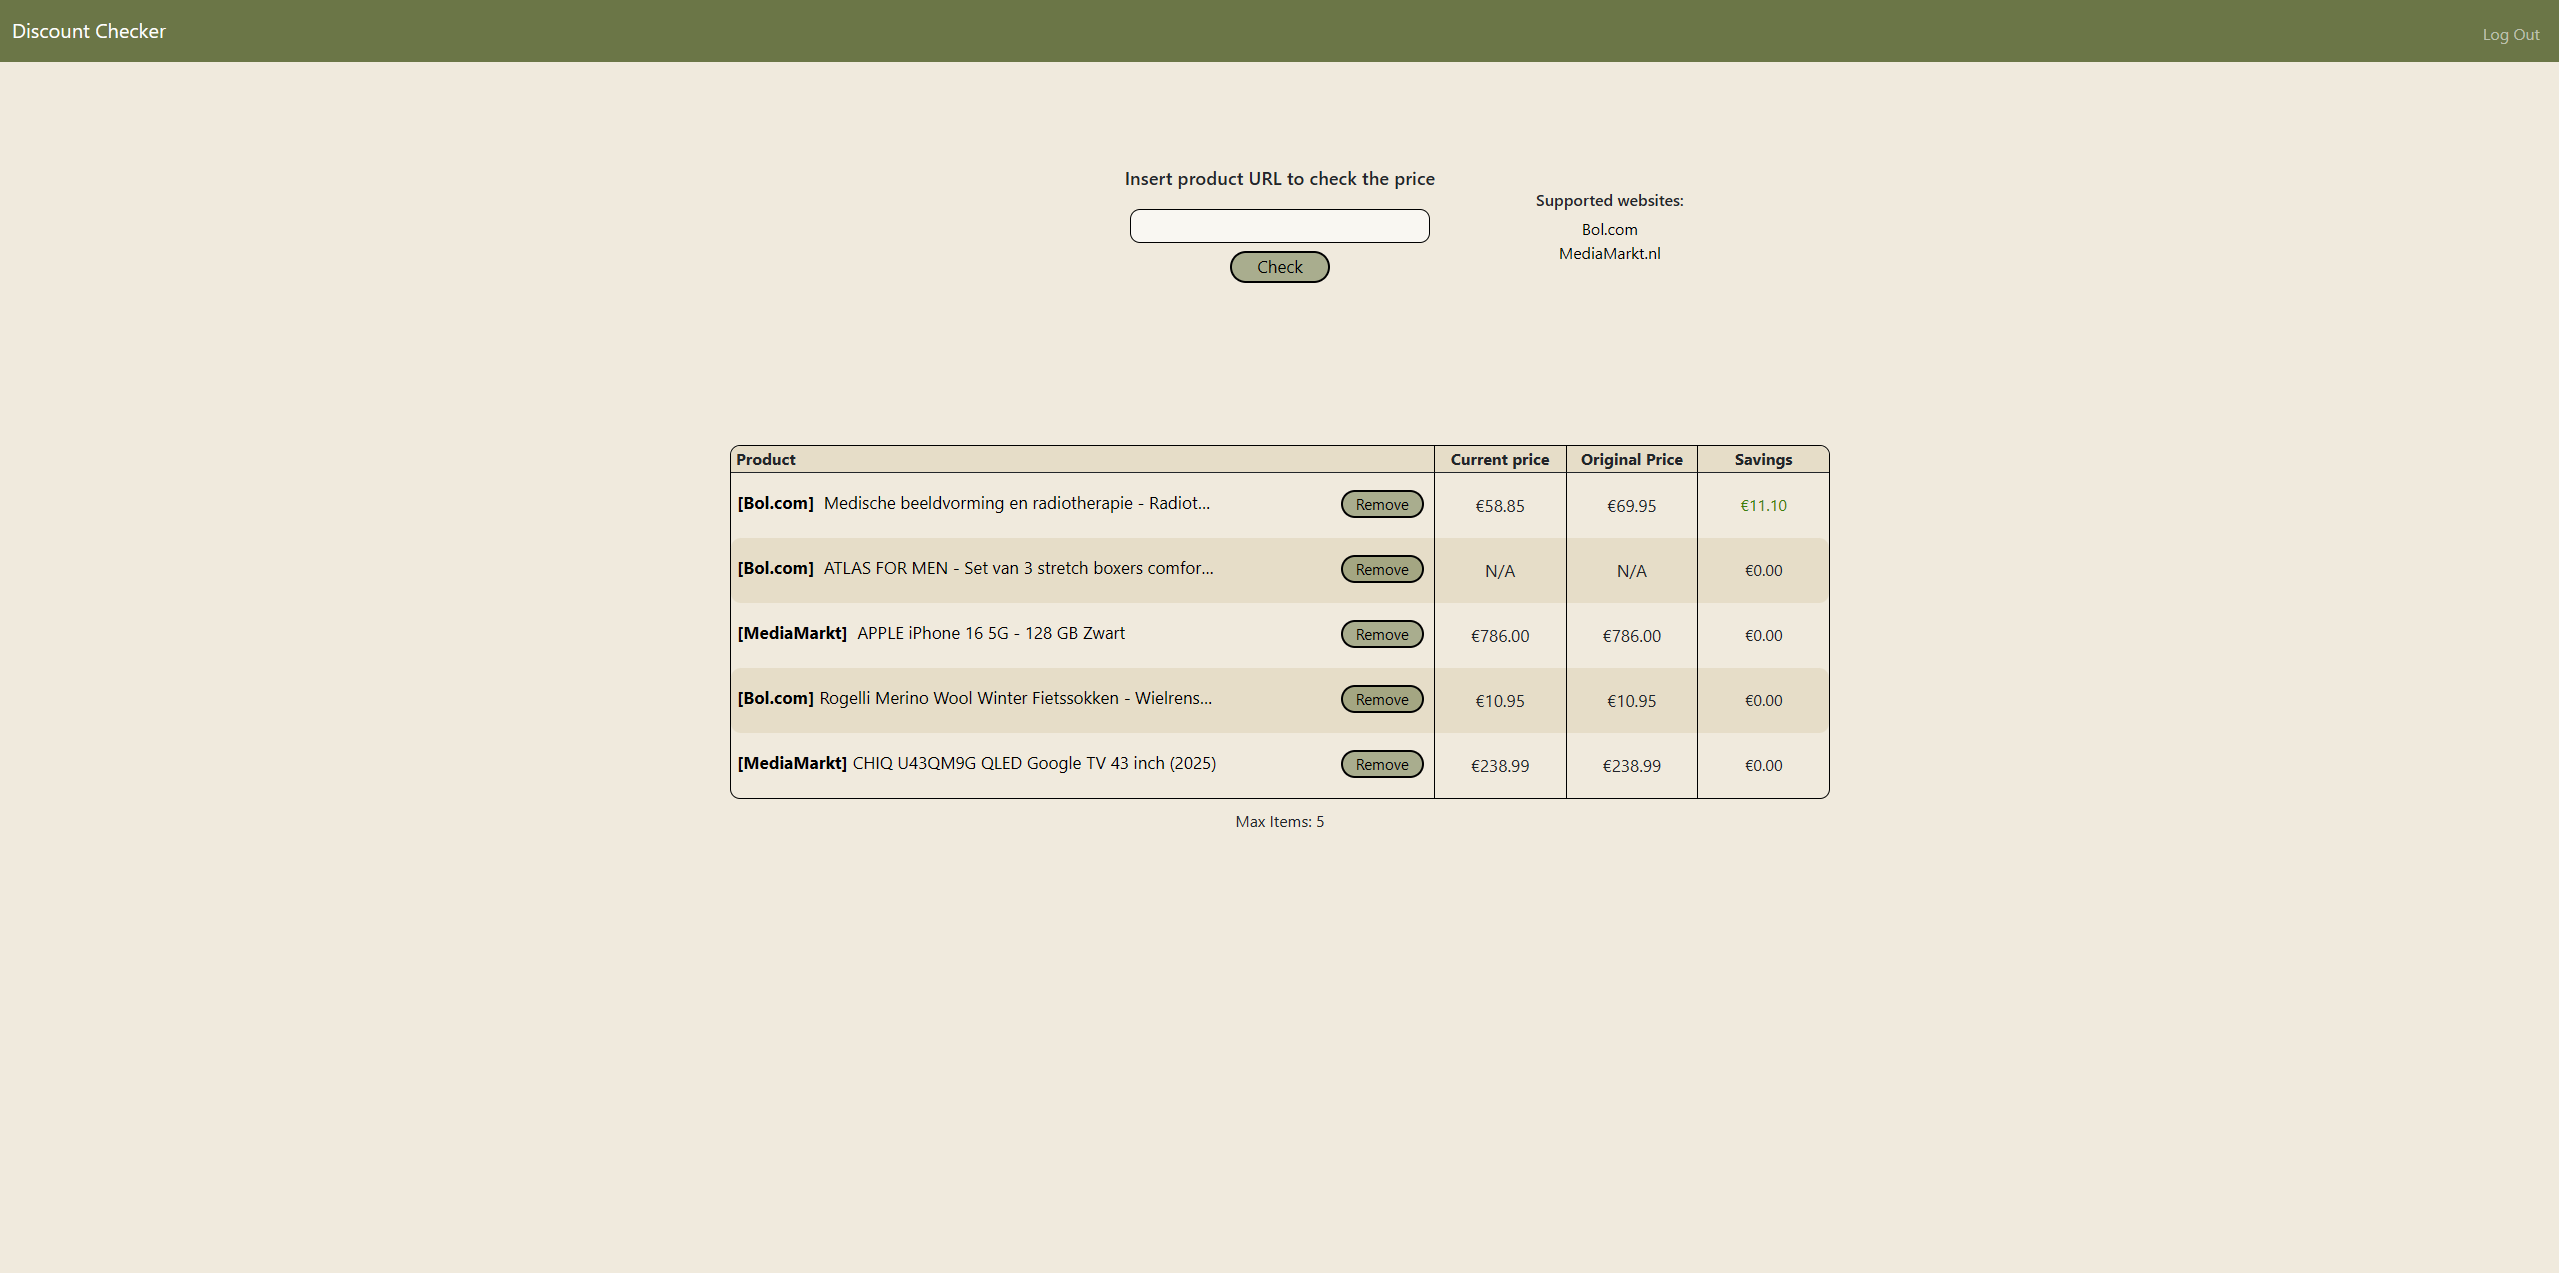 Discount Checker
Log Out
Insert product URL to check the price
Supported websites:
Bol.com
MediaMarkt.nl
Check
Product Current price Original Price Savings
[Bol.com] Medische beeldvorming en radiotherapie - Radiot... Remove €58.85 €69.95 €11.10
[Bol.com] ATLAS FOR MEN - Set van 3 stretch boxers comfor... Remove N/A N/A €0.00
[MediaMarkt] APPLE iPhone 16 5G - 128 GB Zwart Remove €786.00 €786.00 €0.00
[Bol.com] Rogelli Merino Wool Winter Fietssokken - Wielrens... Remove €10.95 €10.95 €0.00
[MediaMarkt] CHIQ U43QM9G QLED Google TV 43 inch (2025) Remove €238.99 €238.99 €0.00
Max Items: 5